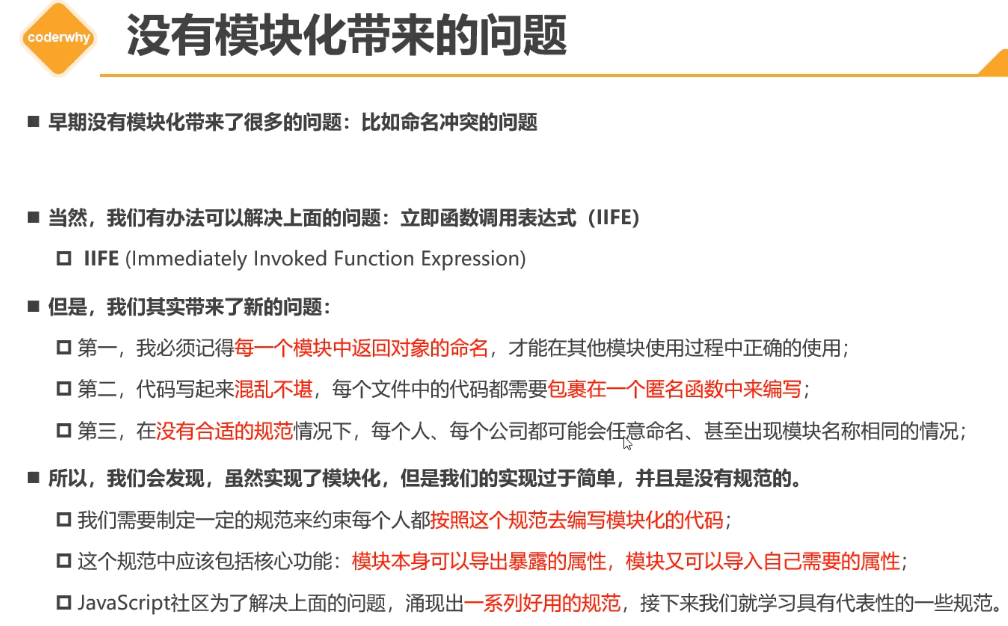 coderwhy
没有模块化带来的问题
■ 早期没有模块化带来了很多的问题：比如命名冲突的问题
■ 当然，我们有办法可以解决上面的问题：立即函数调用表达式（IIFE）
IIFE (Immediately Invoked Function Expression)
■ 但是，我们其实带来了新的问题：
第一，我必须记得每一个模块中返回对象的命名，才能在其他模块使用过程中正确的使用；
第二，代码写起来混乱不堪，每个文件中的代码都需要包裹在一个匿名函数中来编写；
第三，在没有合适的规范情况下，每个人、每个公司都可能会任意命名、甚至出现模块名称相同的情况；
■ 所以，我们会发现，虽然实现了模块化，但是我们的实现过于简单，并且是没有规范的。
我们需要制定一定的规范来约束每个人都按照这个规范去编写模块化的代码；
这个规范中应该包括核心功能：模块本身可以导出暴露的属性，模块又可以导入自己需要的属性；
JavaScript社区为了解决上面的问题，涌现出一系列好用的规范，接下来我们就学习具有代表性的一些规范。